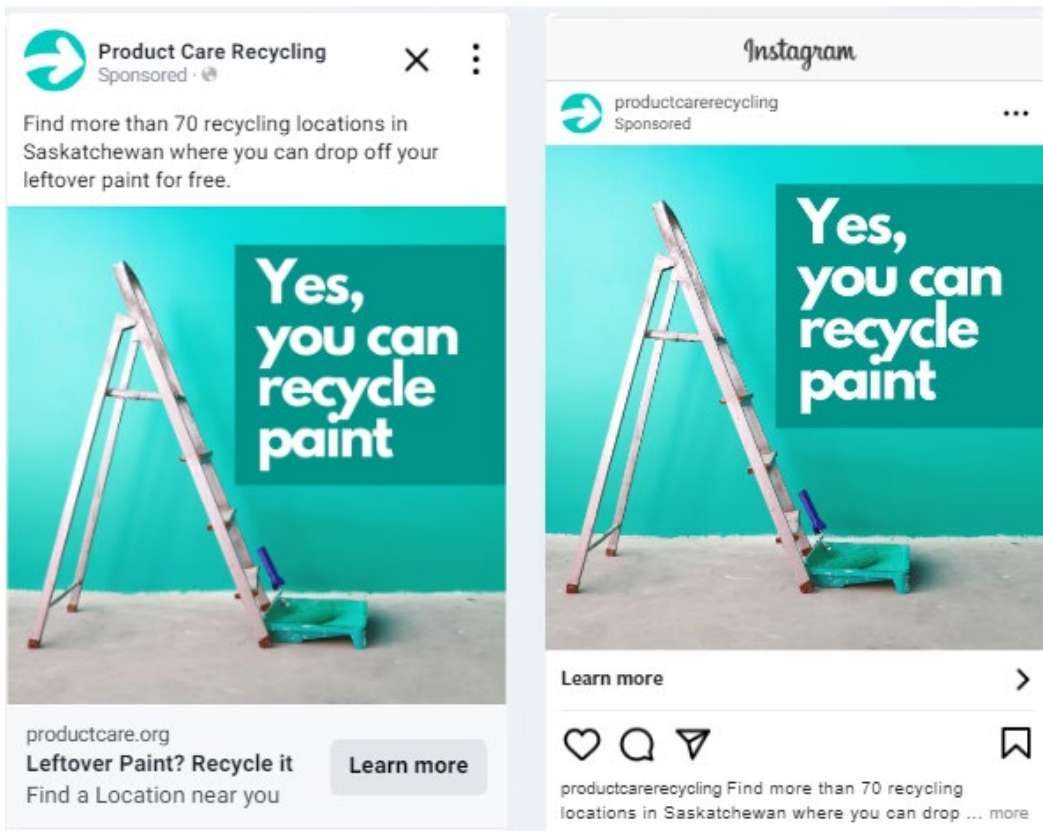 Product Care Recycling
Sponsored ·
Find more than 70 recycling locations in
Saskatchewan where you can drop off your
leftover paint for free.
Yes,
you can
recycle
paint
productcare.org
Leftover Paint? Recycle it
Find a Location near you
Learn more
Instagram
productcarerecycling
Sponsored
Yes,
you can
recycle
paint
Learn more
productcarerecycling Find more than 70 recycling
locations in Saskatchewan where you can drop ... more